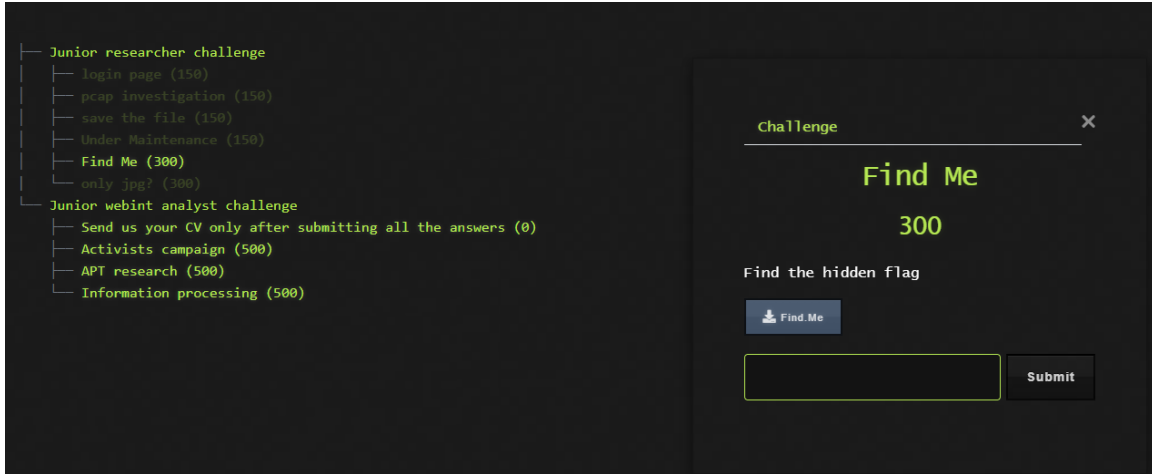 Junior researcher challenge
login page (150)
pcap investigation (150)
save the file (150)
Under Maintenance (150)
Find Me (300)
only jpg? (300)
Junior webint analyst challenge
Send us your CV only after submitting all the answers (0)
Activists campaign (500)
APT research (500)
Information processing (500)
Challenge
Find Me
300
Find the hidden flag
Find.Me
Submit